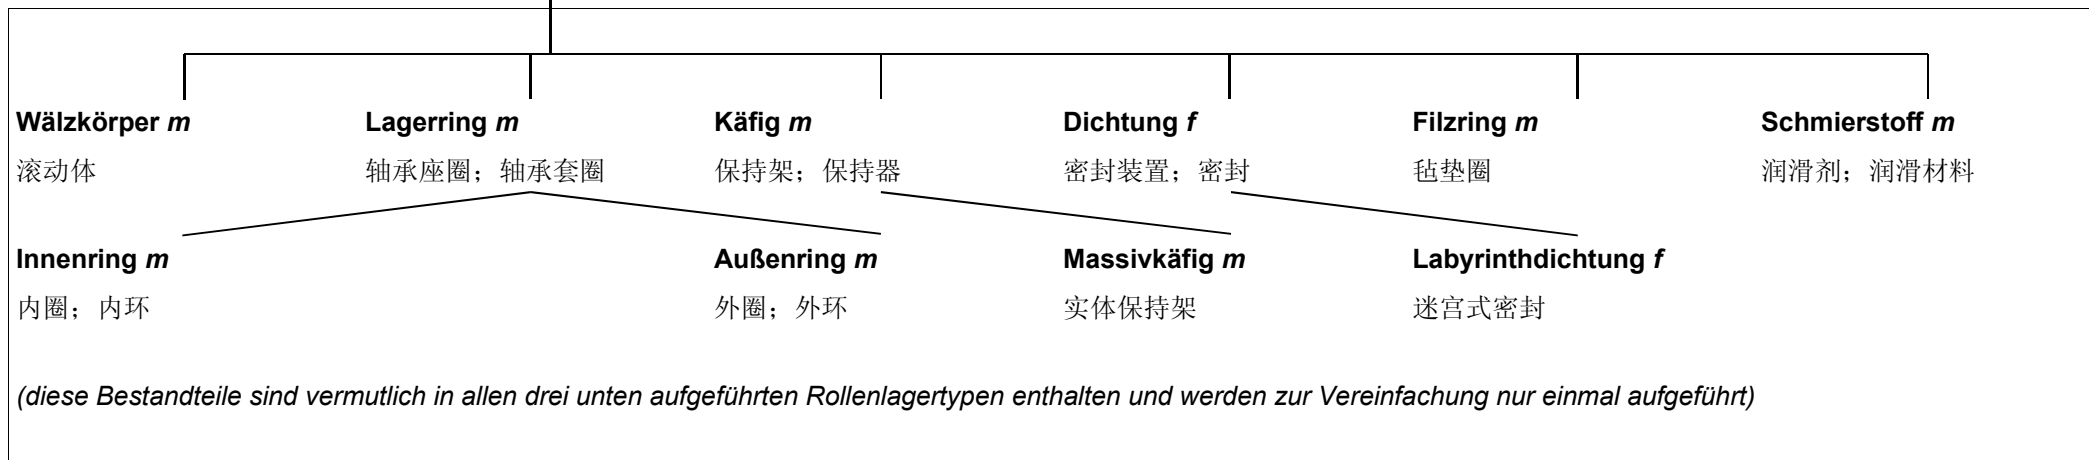 Wälzkörper m Lagerring m Käfig m Dichtung f Filzring m Schmierstoff m
滚动体 轴承座圈；轴承套圈 保持架；保持器 密封装置；密封 毡垫圈 润滑剂；润滑材料
Innenring m Außenring m Massivkäfig m Labyrinthdichtung f
内圈；内环 外圈；外环 实体保持架 迷宫式密封
(diese Bestandteile sind vermutlich in allen drei unten aufgeführten Rollenlagertypen enthalten und werden zur Vereinfachung nur einmal aufgeführt)